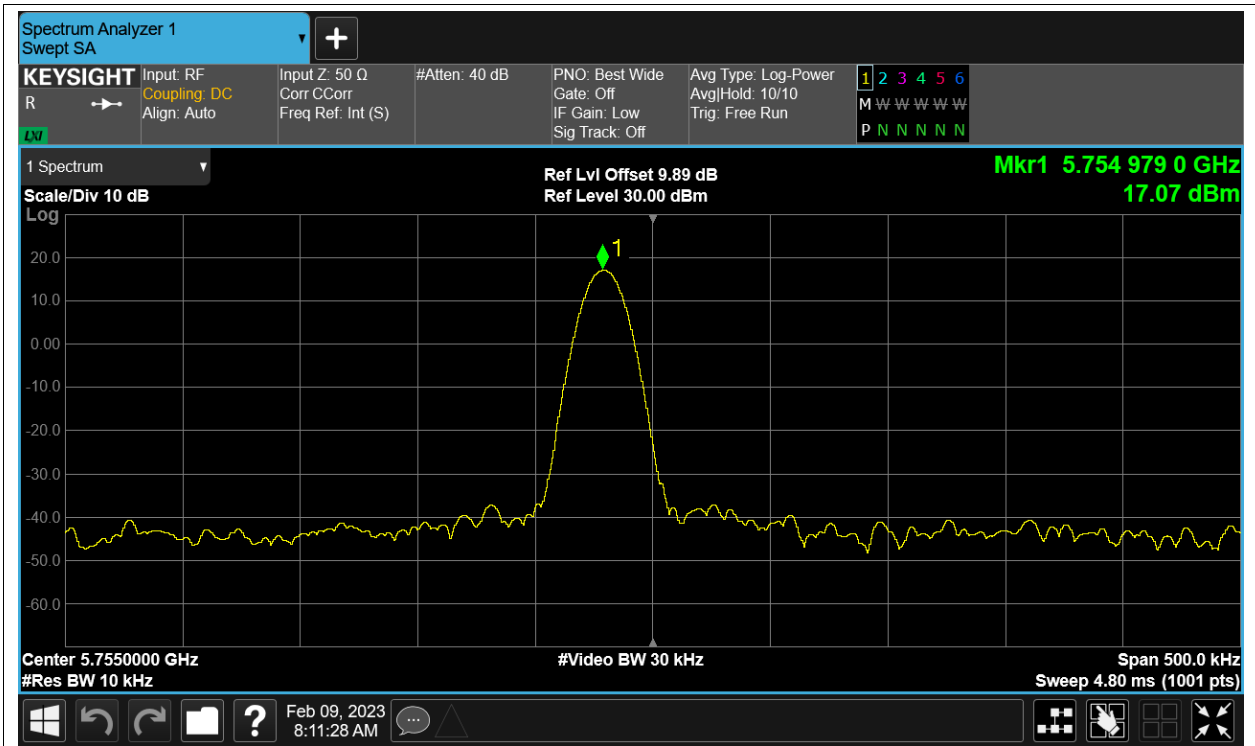 Spectrum Analyzer 1
Swept SA
KEYSIGHT
R
LXI
Input: RF
Coupling: DC
Align: Auto
Input Z: 50 Ω
Corr CCorr
Freq Ref: Int (S)
#Atten: 40 dB
PNO: Best Wide
Gate: Off
IF Gain: Low
Sig Track: Off
Avg Type: Log-Power
Avg|Hold: 10/10
Trig: Free Run
1 2 3 4 5 6
M W W W W W
P N N N N N
1 Spectrum
Scale/Div 10 dB
Log
Ref Lvl Offset 9.89 dB
Ref Level 30.00 dBm
Mkr1 5.754 979 0 GHz
17.07 dBm
1
20.0
10.0
0.00
-10.0
-20.0
-30.0
-40.0
-50.0
-60.0
Center 5.7550000 GHz
#Res BW 10 kHz
#Video BW 30 kHz
Span 500.0 kHz
Sweep 4.80 ms (1001 pts)
?
Feb 09, 2023
8:11:28 AM